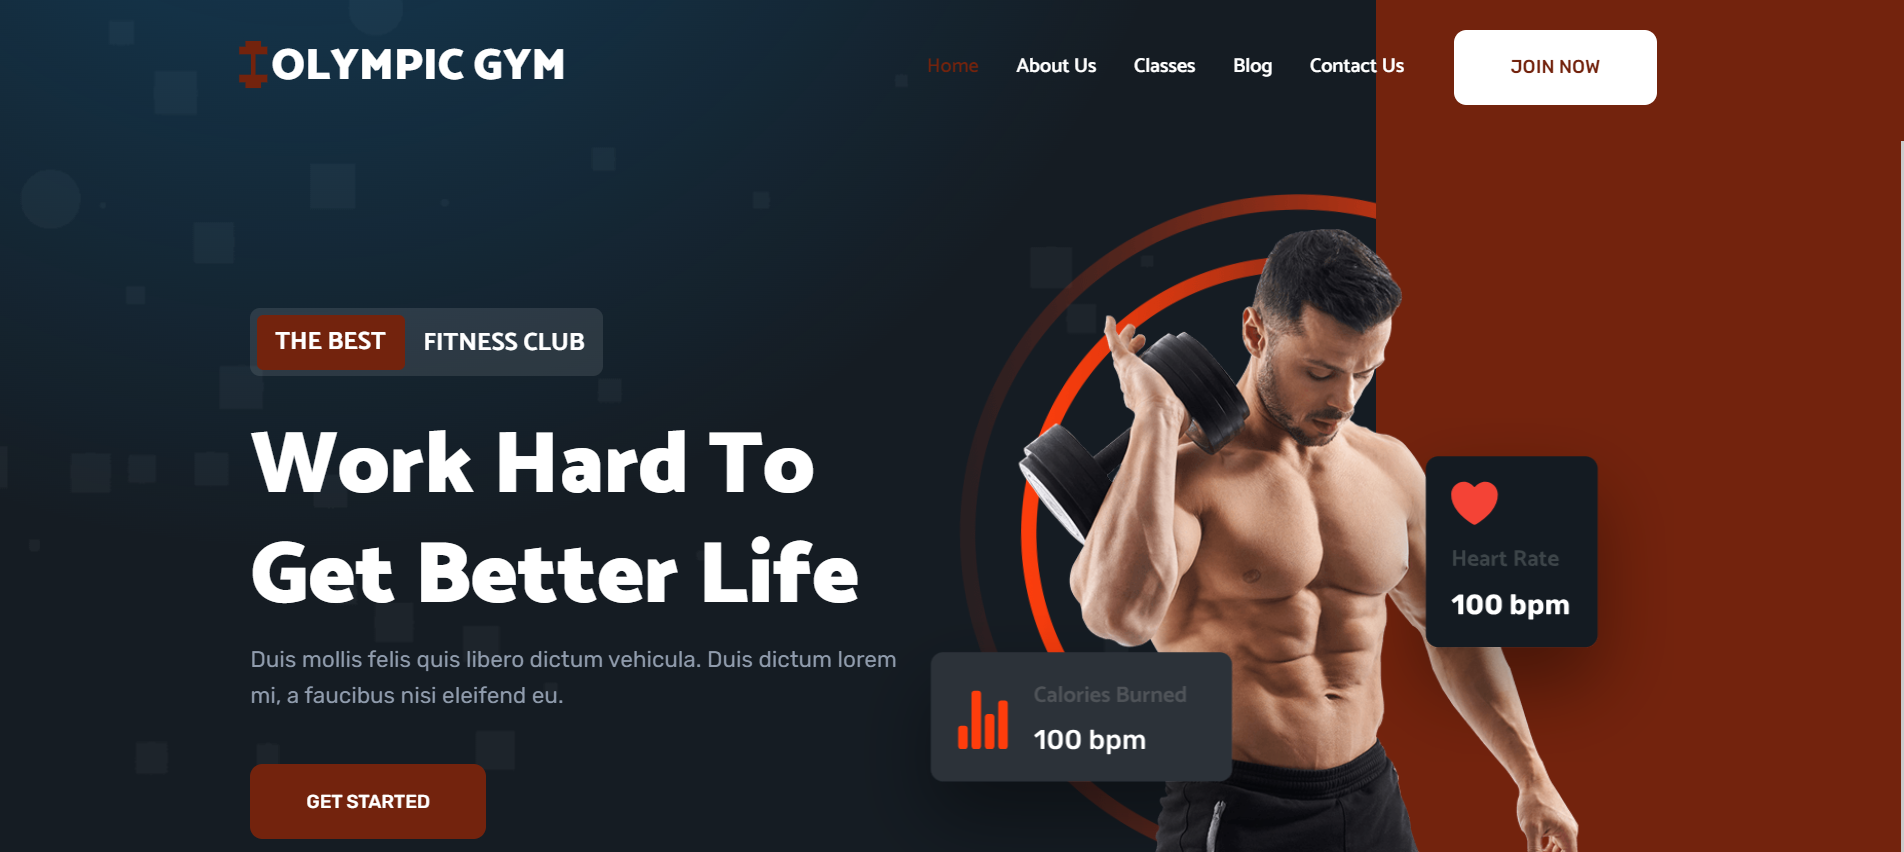 OLYMPIC GYM
Home About Us Classes Blog Contact Us JOIN NOW
THE BEST FITNESS CLUB
Work Hard To
Get Better Life
Duis mollis felis quis libero dictum vehicula. Duis dictum lorem
mi, a faucibus nisi eleifend eu.
GET STARTED
Heart Rate
100 bpm
Calories Burned
100 bpm